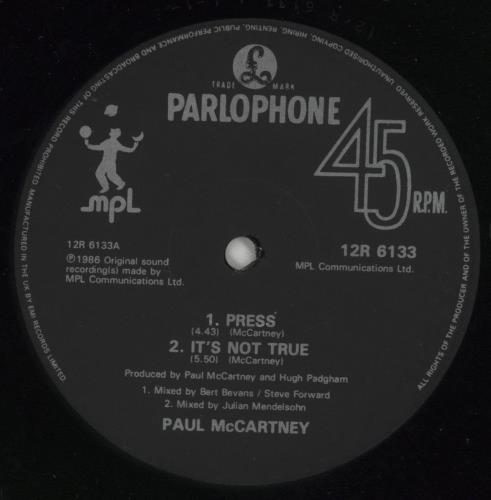 UNAUTHORISED COPYING, HIRING, RENTING, PUBLIC PERFORMANCE AND BROADCASTING OF THIS RECORD PROHIBITED MANUFACTURED IN THE UK BY EMI RECORDS LIMITED
ALL RIGHTS OF THE PRODUCER AND OF THE OWNER OF THE RECORDED WORK RESERVED
£
TRADE MARK
PARLOPHONE
45
R.P.M.
mpl
12R 6133A
℗1986 Original sound
recording(s) made by
MPL Communications Ltd.
12R 6133
MPL Communications Ltd.
1. PRESS
(4.43) (McCartney)
2. IT'S NOT TRUE
(5.50) (McCartney)
Produced by Paul McCartney and Hugh Padgham
1. Mixed by Bert Bevans / Steve Forward
2. Mixed by Julian Mendelsohn
PAUL McCARTNEY